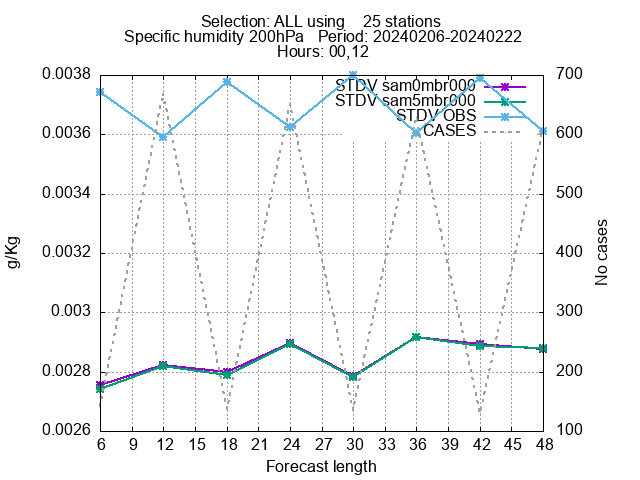 Selection: ALL using 25 stations
Specific humidity 200hPa Period: 20240206-20240222
Hours: 00,12
STDV sam0mbr000
STDV sam5mbr000
STDV OBS
CASES
0.0038
0.0036
0.0034
0.0032
0.003
0.0028
0.0026
700
600
500
400
300
200
100
g/Kg
No cases
6 9 12 15 18 21 24 27 30 33 36 39 42 45 48
Forecast length